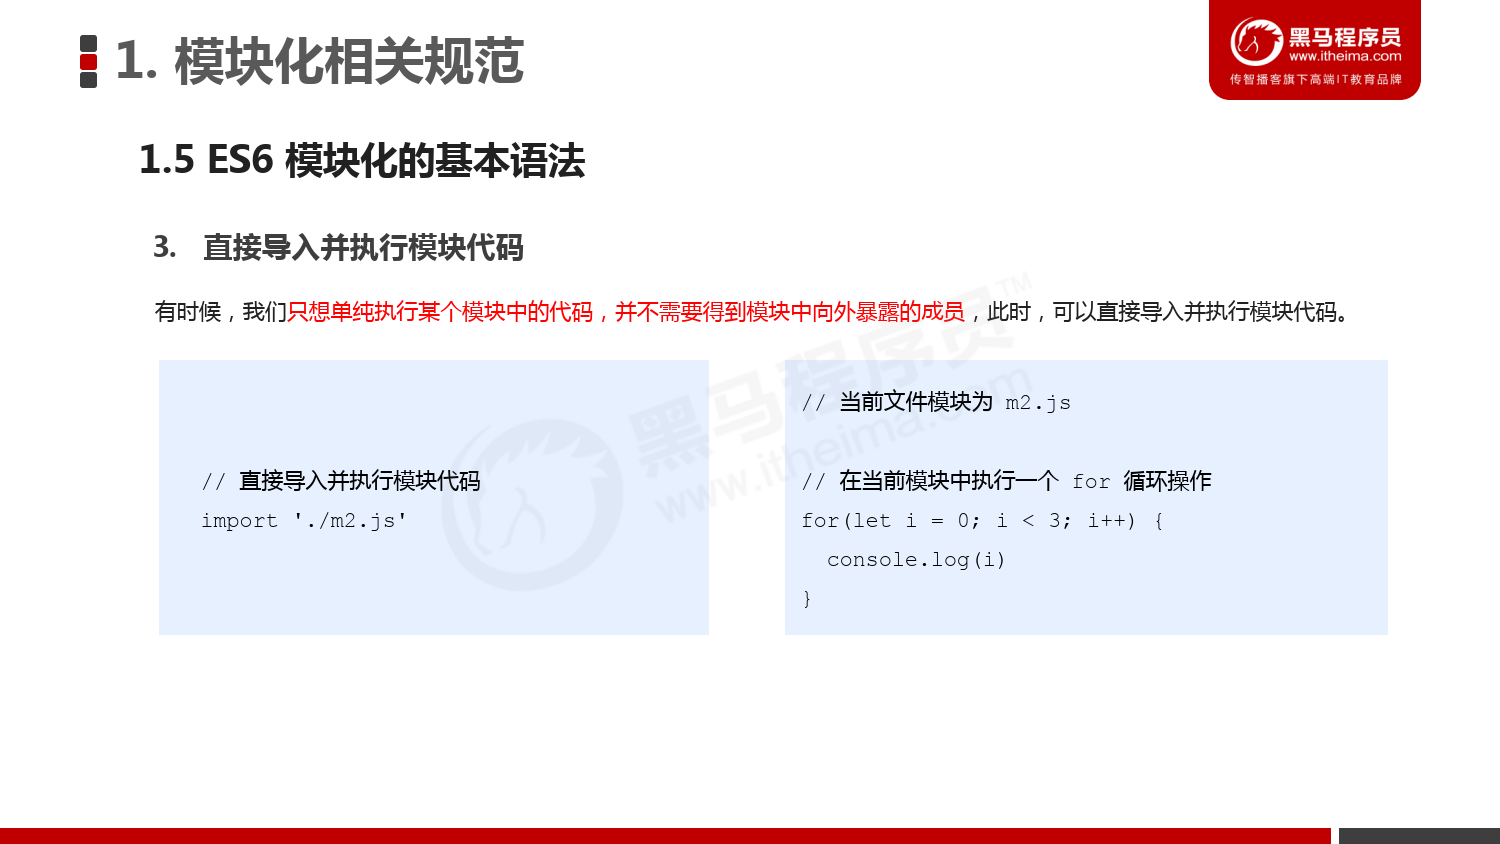 1. 模块化相关规范
黑马程序员
www.itheima.com
传智播客旗下高端IT教育品牌
1.5 ES6 模块化的基本语法
3. 直接导入并执行模块代码
有时候，我们只想单纯执行某个模块中的代码，并不需要得到模块中向外暴露的成员，此时，可以直接导入并执行模块代码。
// 直接导入并执行模块代码
import './m2.js'
// 当前文件模块为 m2.js
// 在当前模块中执行一个 for 循环操作
for(let i = 0; i < 3; i++) {
  console.log(i)
}
黑马程序员™
www.itheima.com